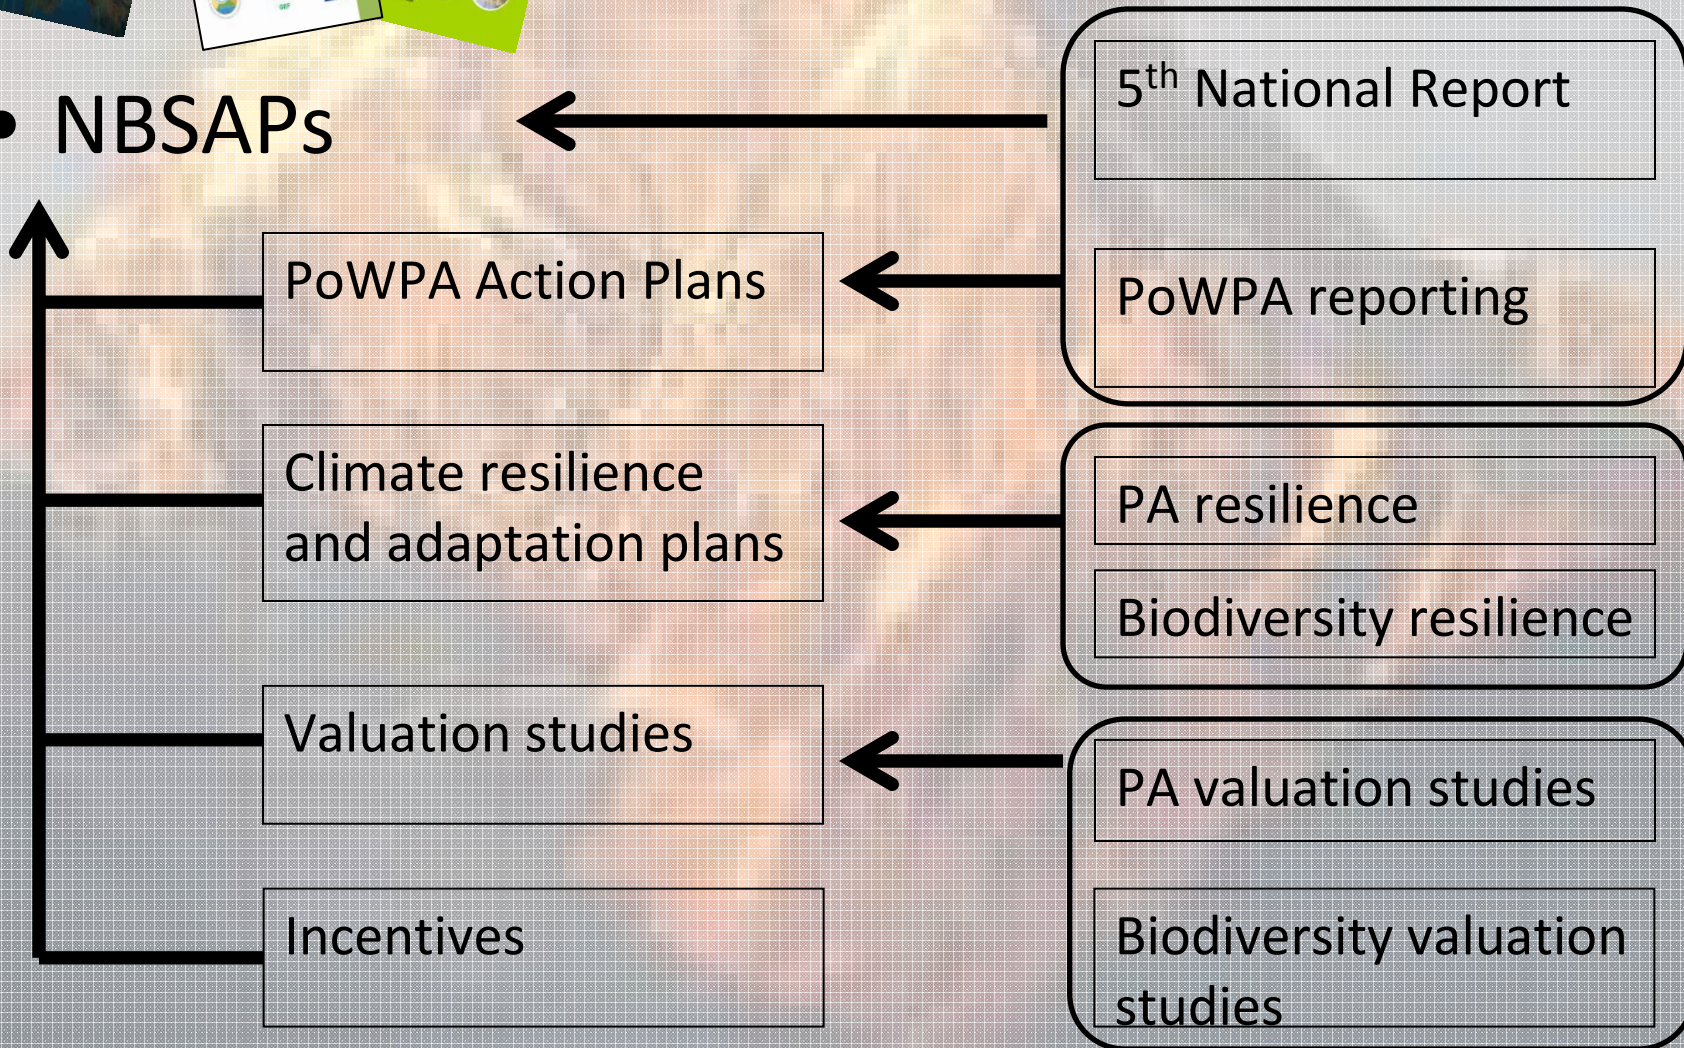 • NBSAPs
5th National Report
PoWPA Action Plans
PoWPA reporting
Climate resilience
and adaptation plans
PA resilience
Biodiversity resilience
Valuation studies
PA valuation studies
Incentives
Biodiversity valuation
studies